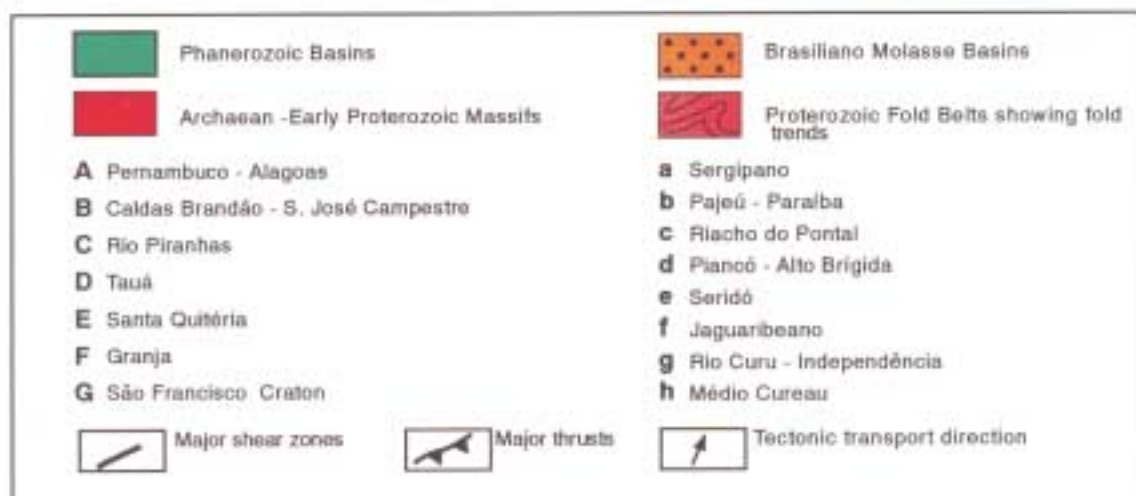 Phanerozoic Basins
Archaean -Early Proterozoic Massifs
A Pernambuco - Alagoas
B Caldas Brandão - S. José Campestre
C Rio Piranhas
D Tauá
E Santa Quitéria
F Granja
G São Francisco Craton
Brasiliano Molasse Basins
Proterozoic Fold Belts showing fold
trends
a Sergipano
b Pajeú - Paraíba
c Riacho do Pontal
d Piancó - Alto Brígida
e Seridó
f Jaguaribeano
g Rio Curu - Independência
h Médio Cureau
Major shear zones
Major thrusts
Tectonic transport direction